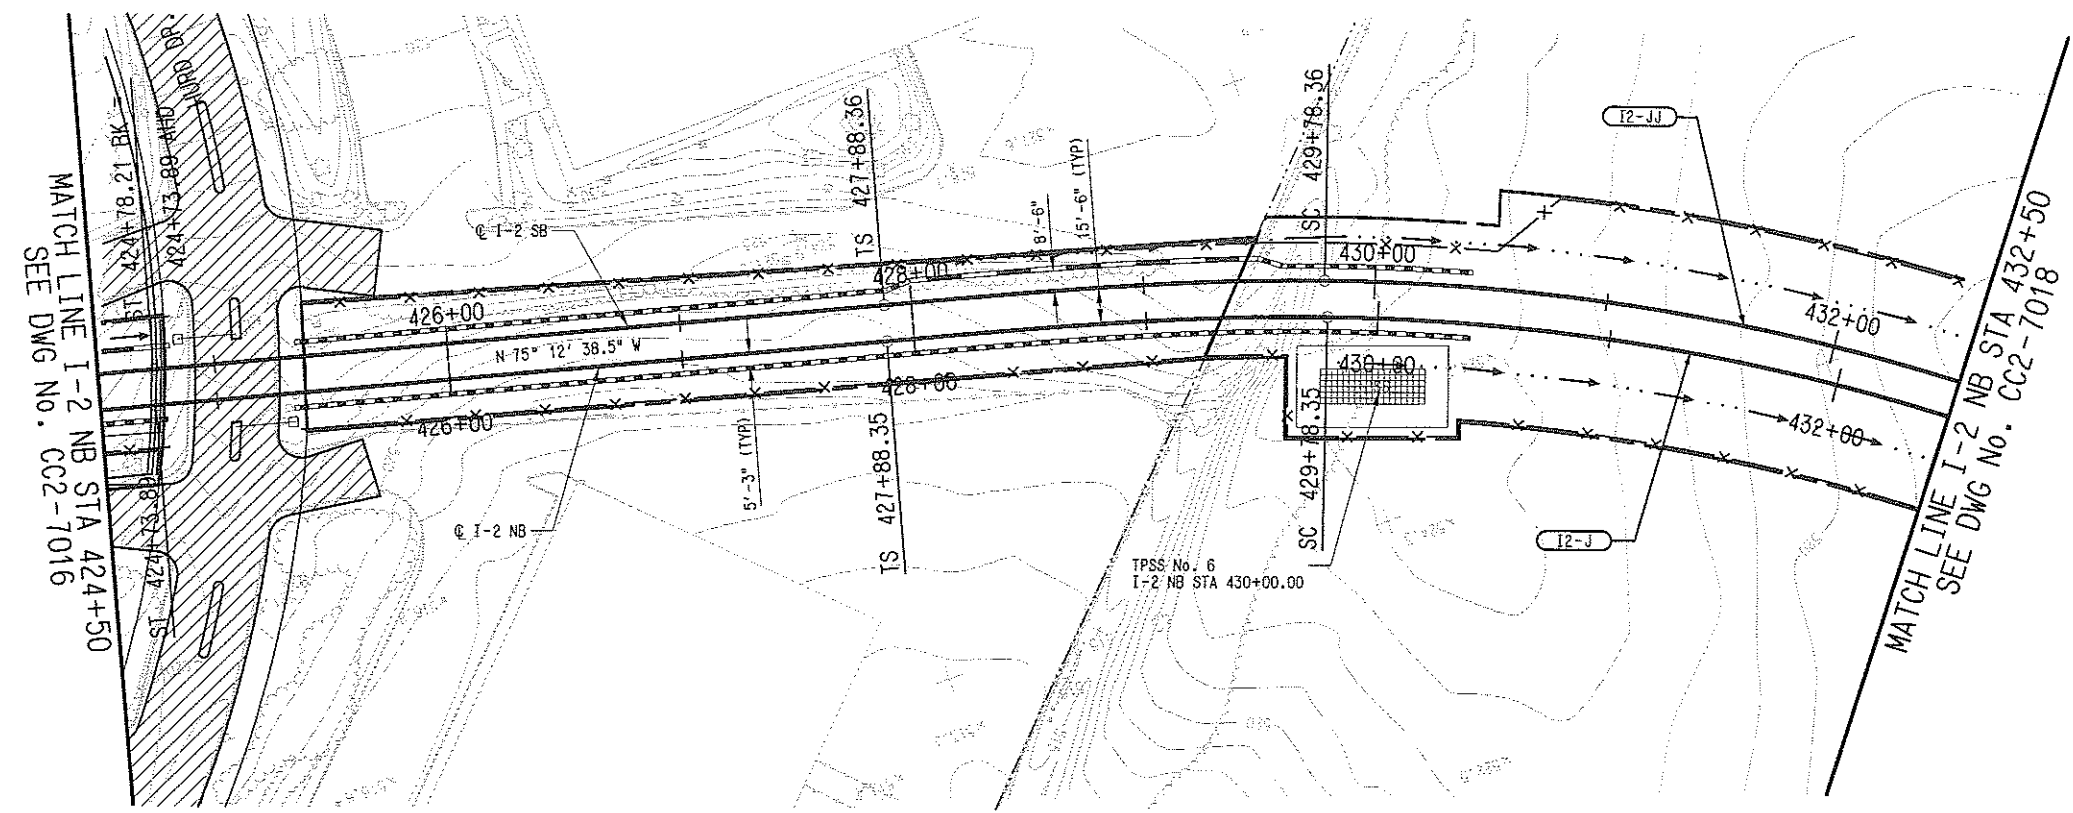 MATCH LINE I-2 NB STA 424+50
SEE DWG No. CC2-7016
424+78.21 BK
424+73.89 AHD
ST
HURD DR.
ST 424+73.89
℄ I-2 SB
426+00
N 75° 12' 38.5" W
426+00
℄ I-2 NB
5'-3" (TYP)
TS 427+88.36
428+00
428+00
TS 427+88.35
8'-6"
15'-6" (TYP)
SC 429+78.36
430+00
430+00
SC 429+78.35
TPSS No. 6
I-2 NB STA 430+00.00
I2-JJ
432+00
432+00
I2-J
MATCH LINE I-2 NB STA 432+50
SEE DWG No. CC2-7018